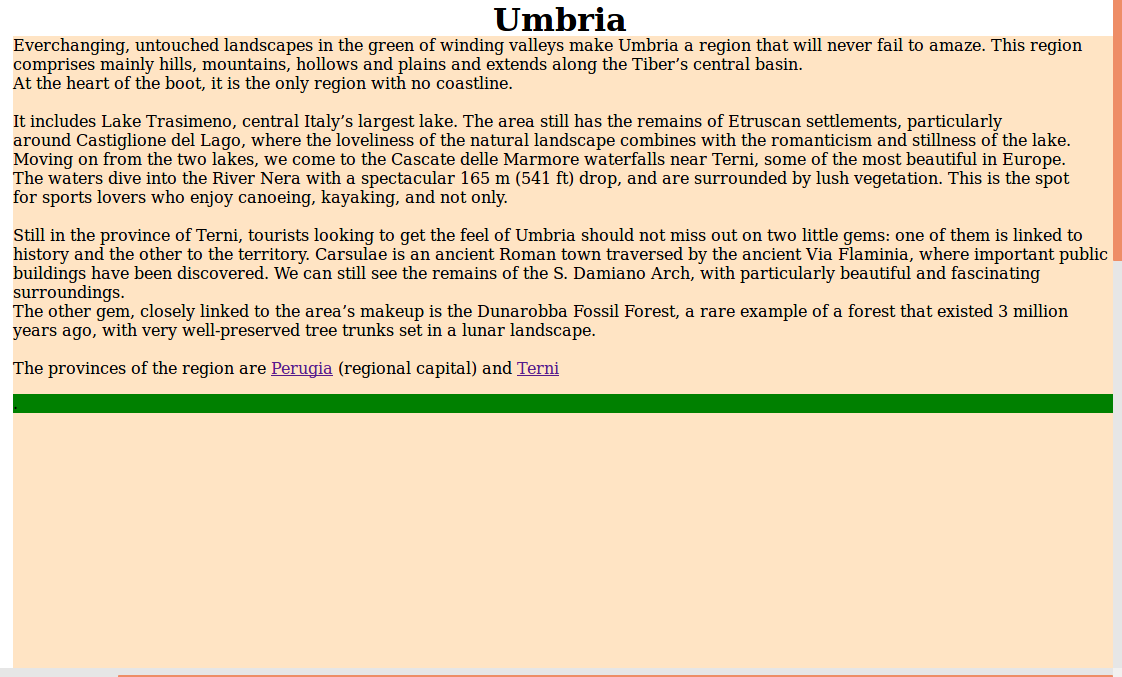 Umbria
Everchanging, untouched landscapes in the green of winding valleys make Umbria a region that will never fail to amaze. This region
comprises mainly hills, mountains, hollows and plains and extends along the Tiber’s central basin.
At the heart of the boot, it is the only region with no coastline.
It includes Lake Trasimeno, central Italy’s largest lake. The area still has the remains of Etruscan settlements, particularly
around Castiglione del Lago, where the loveliness of the natural landscape combines with the romanticism and stillness of the lake.
Moving on from the two lakes, we come to the Cascate delle Marmore waterfalls near Terni, some of the most beautiful in Europe.
The waters dive into the River Nera with a spectacular 165 m (541 ft) drop, and are surrounded by lush vegetation. This is the spot
for sports lovers who enjoy canoeing, kayaking, and not only.
Still in the province of Terni, tourists looking to get the feel of Umbria should not miss out on two little gems: one of them is linked to
history and the other to the territory. Carsulae is an ancient Roman town traversed by the ancient Via Flaminia, where important public
buildings have been discovered. We can still see the remains of the S. Damiano Arch, with particularly beautiful and fascinating
surroundings.
The other gem, closely linked to the area’s makeup is the Dunarobba Fossil Forest, a rare example of a forest that existed 3 million
years ago, with very well-preserved tree trunks set in a lunar landscape.
The provinces of the region are Perugia (regional capital) and Terni
.